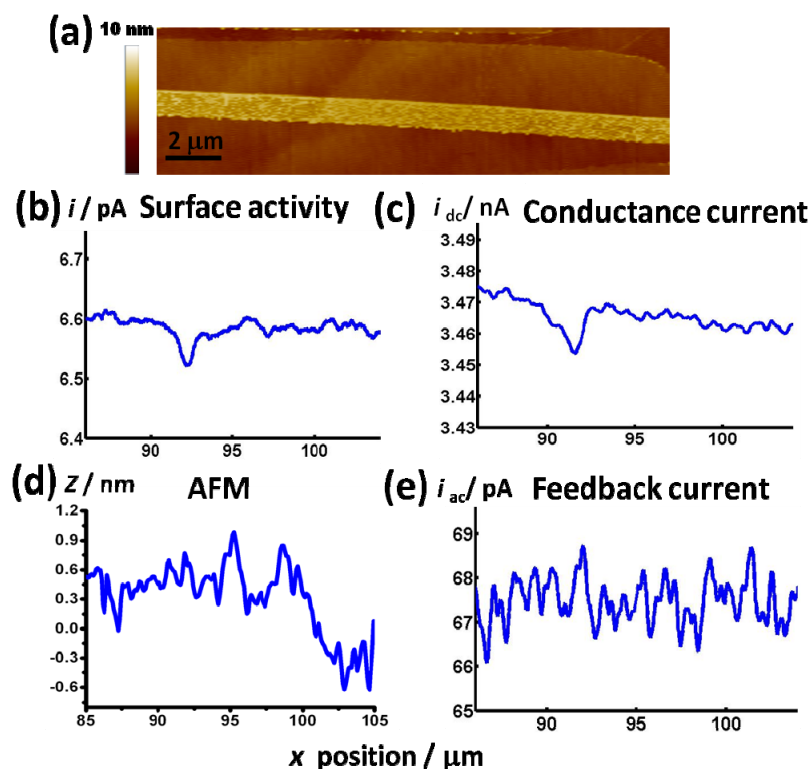 (a) 10 nm
2 μm
(b) i / pA Surface activity
6.7
6.6
6.5
6.4
90 95 100
(c) i dc/ nA Conductance current
3.49
3.48
3.47
3.46
3.45
3.44
3.43
90 95 100
(d) Z / nm AFM
1.2
0.9
0.6
0.3
0.0
-0.3
-0.6
85 90 95 100 105
(e) i ac/ pA Feedback current
69
68
67
66
65
90 95 100
x position / μm